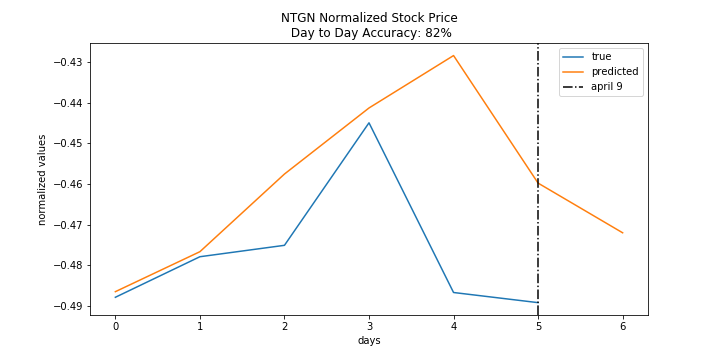 NTGN Normalized Stock Price
Day to Day Accuracy: 82%
−0.43
−0.44
−0.45
−0.46
−0.47
−0.48
−0.49
normalized values
true
predicted
april 9
0 1 2 3 4 5 6
days